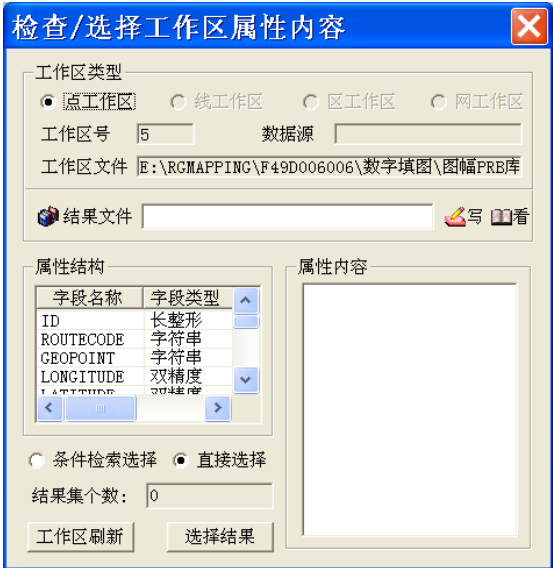 检查/选择工作区属性内容
工作区类型
点工作区 线工作区 区工作区 网工作区
工作区号 5 数据源
工作区文件 E:\RGMAPPING\F49D006006\数字填图\图幅PRB库
结果文件 写 看
属性结构
字段名称 字段类型
ID 长整形
ROUTECODE 字符串
GEOPOINT 字符串
LONGITUDE 双精度
LATITUDE 双精度
属性内容
条件检索选择 直接选择
结果集个数: 0
工作区刷新 选择结果